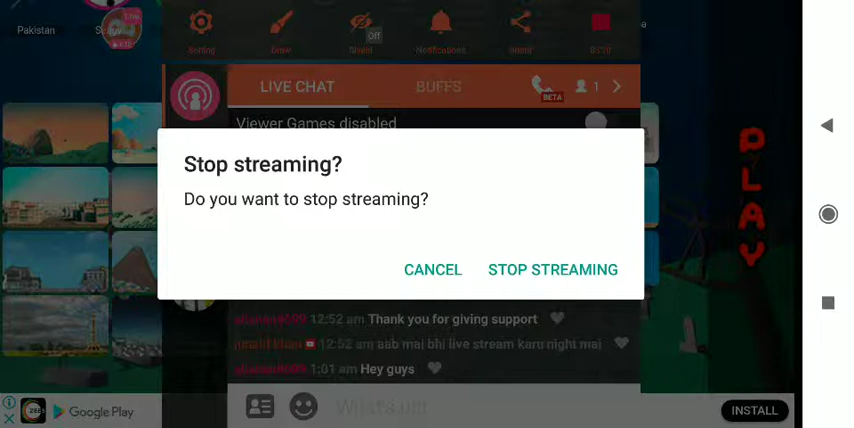 Pakistan
Live
Setting
Draw
Shield
Notifications
Off
LIVE CHAT
BUFFS
BETA
1
Viewer Games disabled
Stop streaming?
Do you want to stop streaming?
CANCEL
STOP STREAMING
PLAY
12:52 am Thank you for giving support
12:52 am aab mai bhi live stream karu night mai
1:01 am Hey guys
What's up!
ZEE5
Google Play
INSTALL